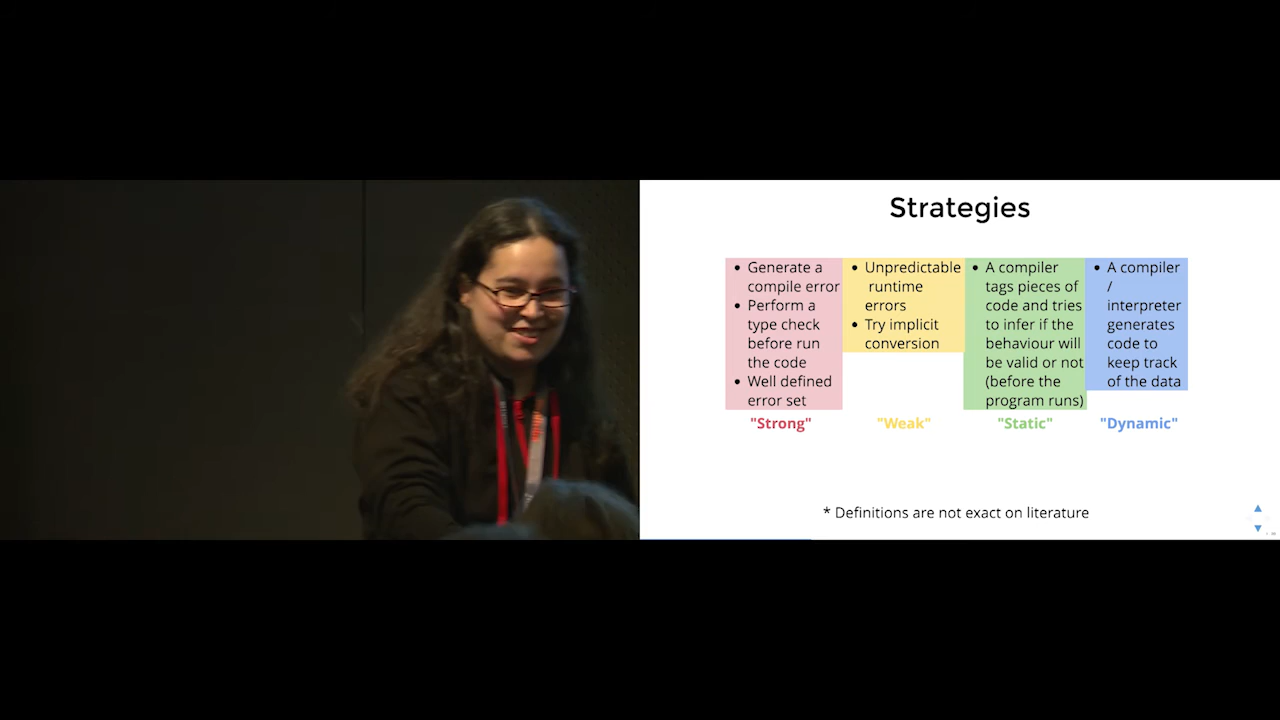 Strategies
• Generate a
compile error
• Perform a
type check
before run
the code
• Well defined
error set
"Strong"
• Unpredictable
runtime
errors
• Try implicit
conversion
"Weak"
• A compiler
tags pieces of
code and tries
to infer if the
behaviour will
be valid or not
(before the
program runs)
"Static"
• A compiler
/
interpreter
generates
code to
keep track
of the data
"Dynamic"
* Definitions are not exact on literature